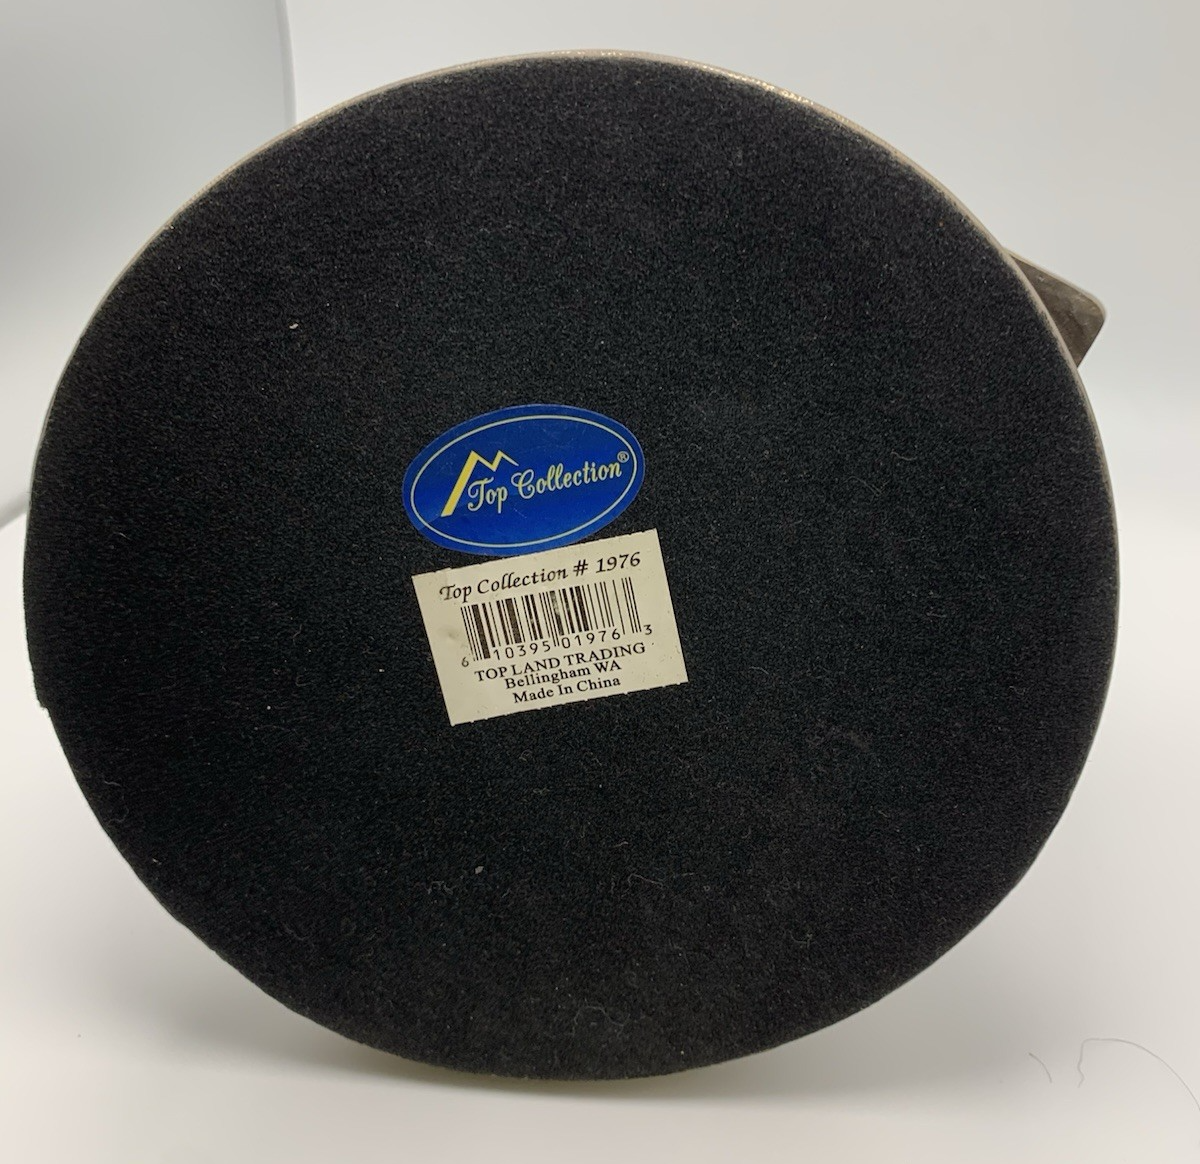 Top Collection®
Top Collection # 1976
6 10395 01976 3
TOP LAND TRADING
Bellingham WA
Made In China